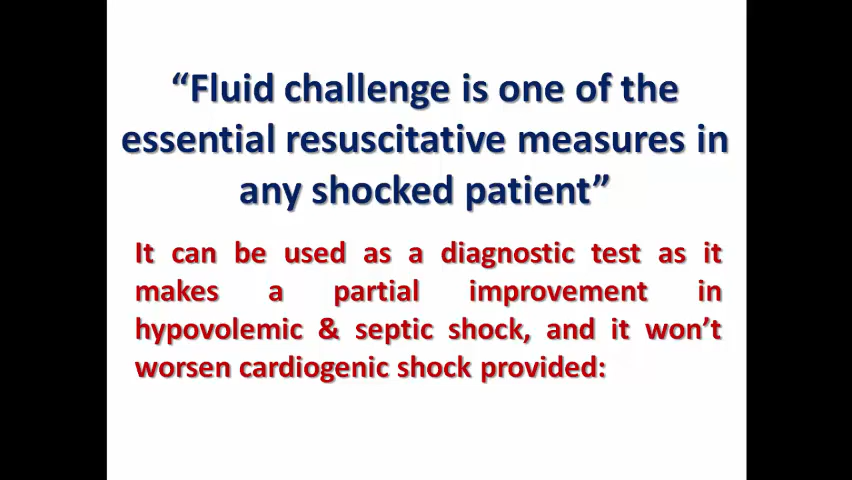 “Fluid challenge is one of the
essential resuscitative measures in
any shocked patient”
It can be used as a diagnostic test as it
makes a partial improvement in
hypovolemic & septic shock, and it won’t
worsen cardiogenic shock provided: